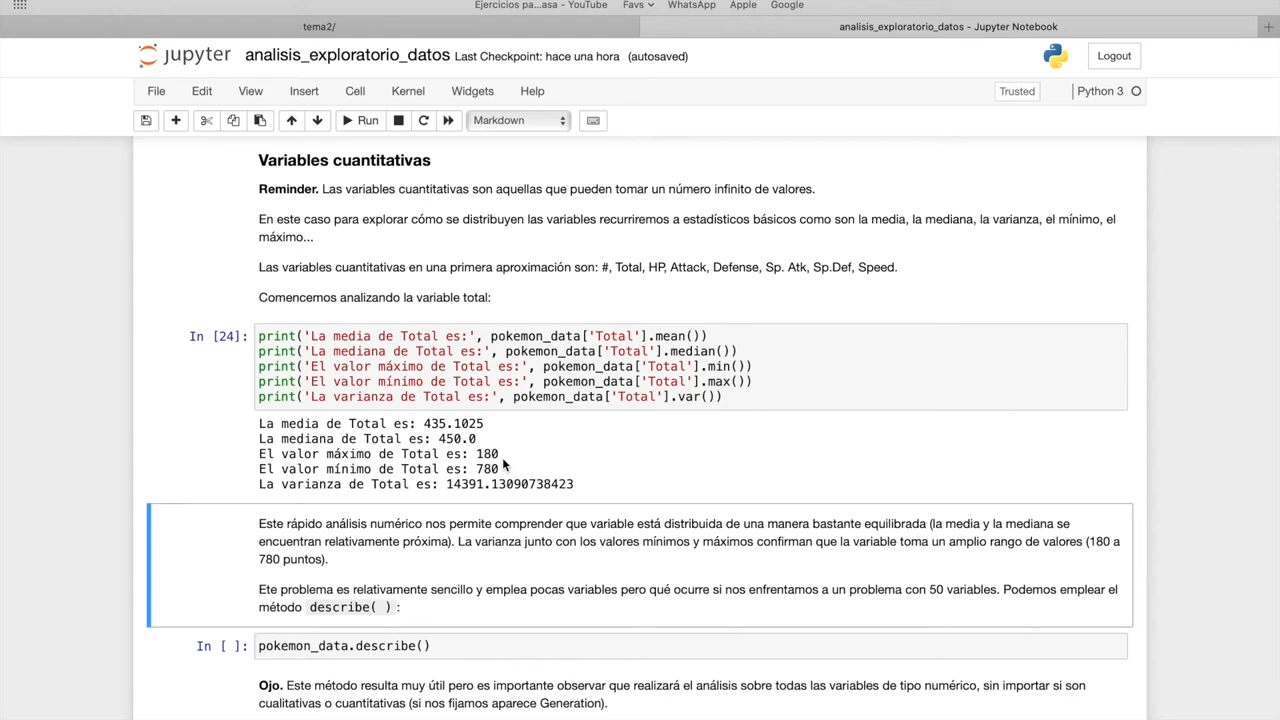 Ejercicios pa...asa - YouTube Favs WhatsApp Apple Google
tema2/ analisis_exploratorio_datos - Jupyter Notebook
jupyter analisis_exploratorio_datos Last Checkpoint: hace una hora (autosaved) Logout
File Edit View Insert Cell Kernel Widgets Help Trusted Python 3
Run Markdown
Variables cuantitativas
Reminder. Las variables cuantitativas son aquellas que pueden tomar un número infinito de valores.
En este caso para explorar cómo se distribuyen las variables recurriremos a estadísticos básicos como son la media, la mediana, la varianza, el mínimo, el
máximo...
Las variables cuantitativas en una primera aproximación son: #, Total, HP, Attack, Defense, Sp. Atk, Sp.Def, Speed.
Comencemos analizando la variable total:
In [24]: print('La media de Total es:', pokemon_data['Total'].mean())
print('La mediana de Total es:', pokemon_data['Total'].median())
print('El valor máximo de Total es:', pokemon_data['Total'].min())
print('El valor mínimo de Total es:', pokemon_data['Total'].max())
print('La varianza de Total es:', pokemon_data['Total'].var())
La media de Total es: 435.1025
La mediana de Total es: 450.0
El valor máximo de Total es: 180
El valor mínimo de Total es: 780
La varianza de Total es: 14391.13090738423
Este rápido análisis numérico nos permite comprender que variable está distribuida de una manera bastante equilibrada (la media y la mediana se
encuentran relativamente próxima). La varianza junto con los valores mínimos y máximos confirman que la variable toma un amplio rango de valores (180 a
780 puntos).
Ete problema es relativamente sencillo y emplea pocas variables pero qué ocurre si nos enfrentamos a un problema con 50 variables. Podemos emplear el
método describe( ) :
In [ ]: pokemon_data.describe()
Ojo. Este método resulta muy útil pero es importante observar que realizará el análisis sobre todas las variables de tipo numérico, sin importar si son
cualitativas o cuantitativas (si nos fijamos aparece Generation).